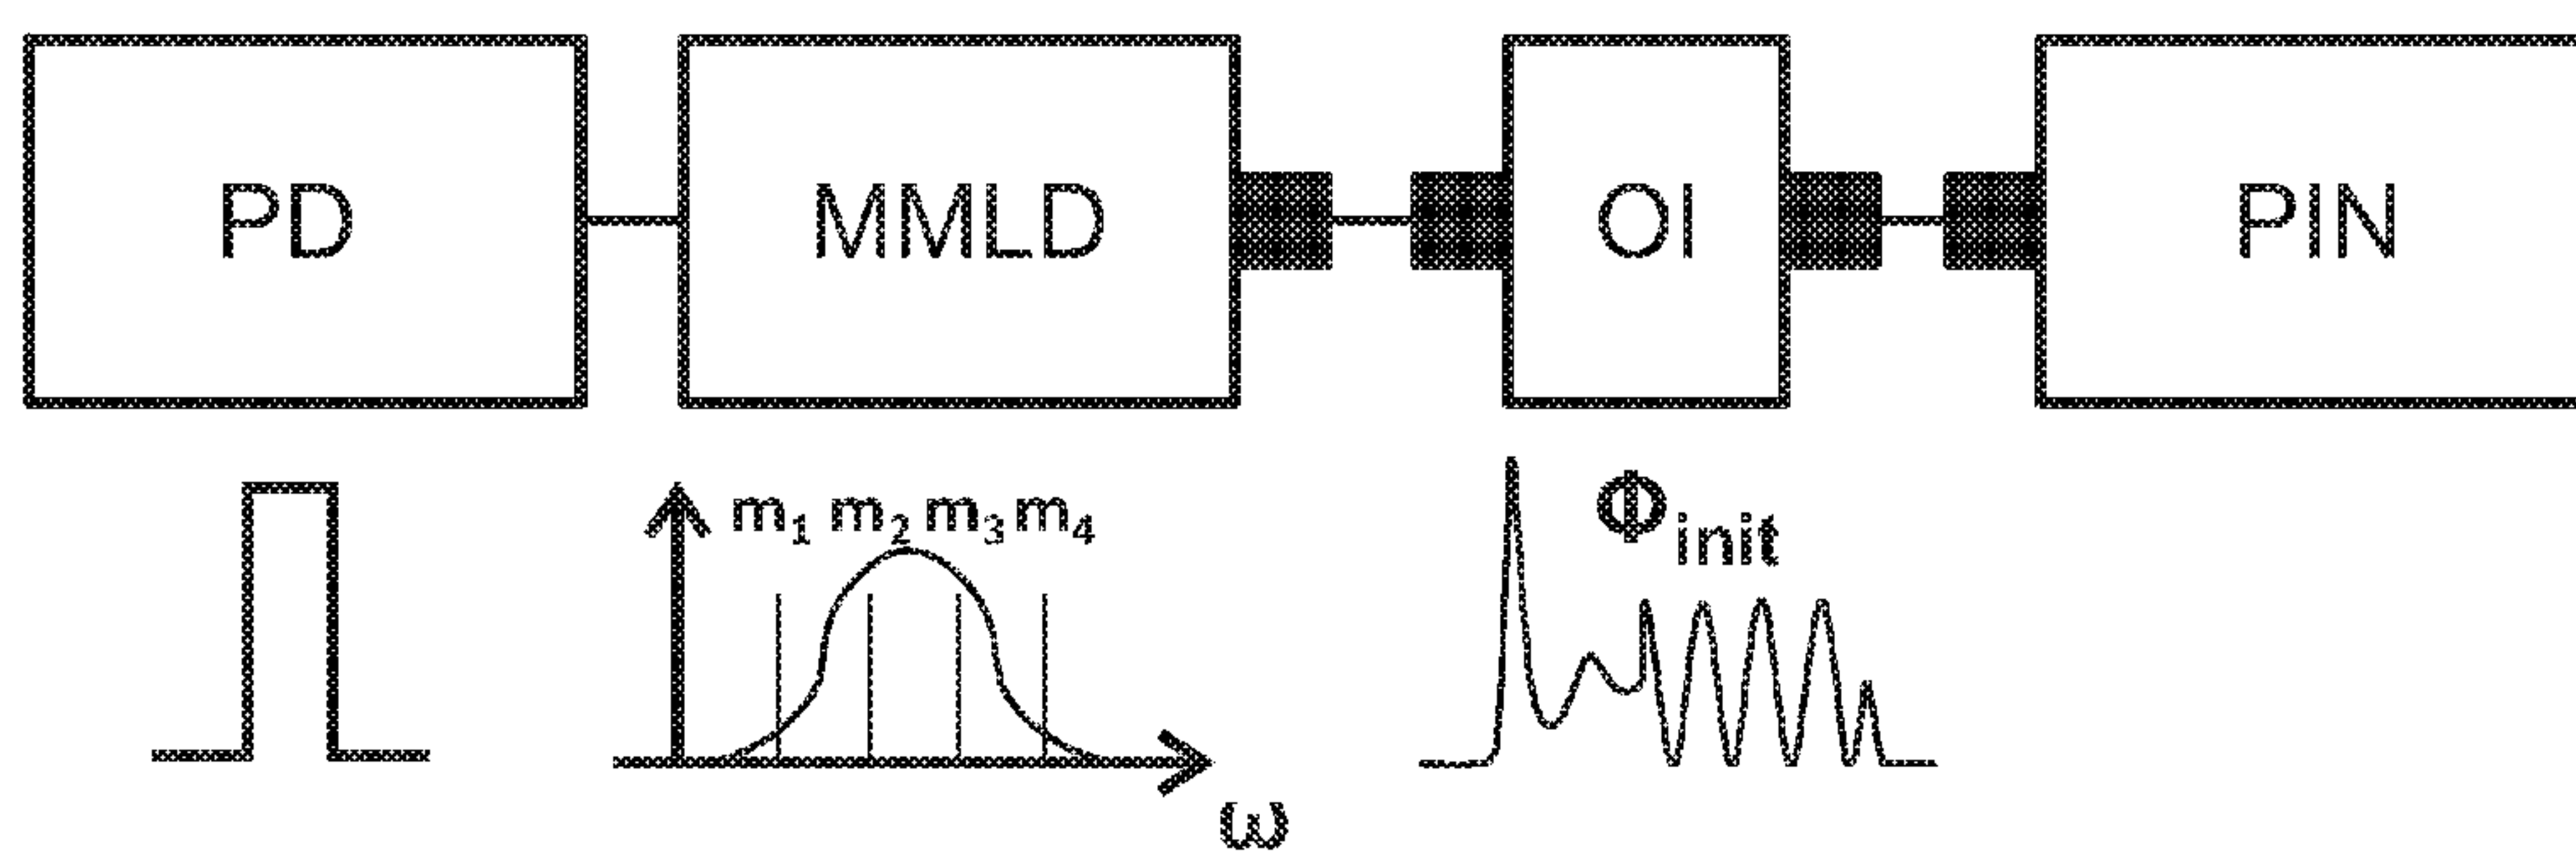 PD MMLD OI PIN
m₁ m₂ m₃ m₄ Φinit
ω